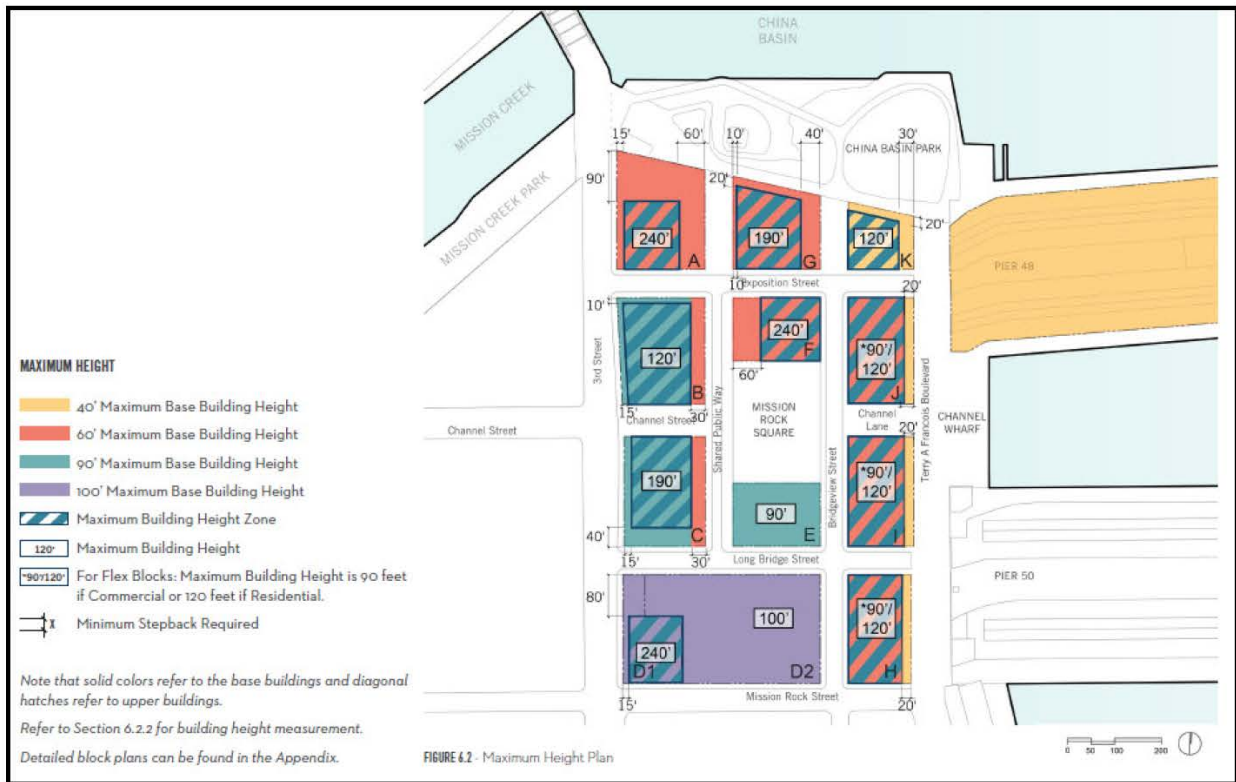 MAXIMUM HEIGHT
40' Maximum Base Building Height
60' Maximum Base Building Height
90' Maximum Base Building Height
100' Maximum Base Building Height
Maximum Building Height Zone
120' Maximum Building Height
*90'/120' For Flex Blocks: Maximum Building Height is 90 feet
if Commercial or 120 feet if Residential.
X Minimum Stepback Required
Note that solid colors refer to the base buildings and diagonal
hatches refer to upper buildings.
Refer to Section 6.2.2 for building height measurement.
Detailed block plans can be found in the Appendix.
FIGURE 6.2 - Maximum Height Plan
CHINA
BASIN
MISSION CREEK
MISSION CREEK PARK
CHINA BASIN PARK
15' 60' 10' 40' 30'
90'
20'
20'
240' A
190' G
120' K
PIER 48
10'
Exposition Street
20'
10'
240' F
60'
120' B
*90'/
120'
J
3rd Street
15' 30'
Channel Street
Channel Street
Shared Public Way
MISSION
ROCK
SQUARE
Channel
Lane
20'
Terry A Francois Boulevard
CHANNEL
WHARF
Bridgeview Street
190' C
90' E
*90'/
120'
I
40'
15' 30'
Long Bridge Street
PIER 50
80'
100' D2
240' D1
*90'/
120'
H
15'
Mission Rock Street
20'
0 50 100 200